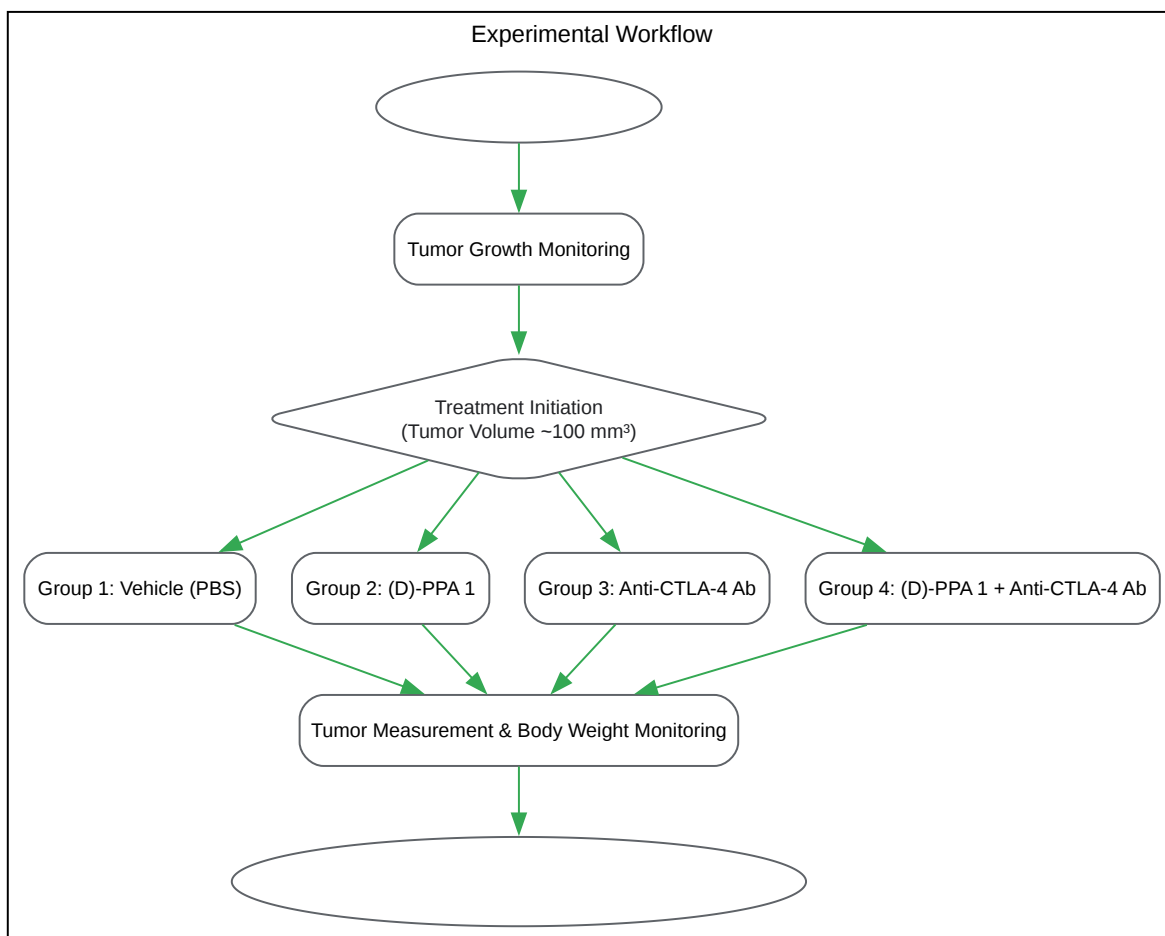 Experimental Workflow
Tumor Growth Monitoring
Treatment Initiation
(Tumor Volume ~100 mm³)
Group 1: Vehicle (PBS)
Group 2: (D)-PPA 1
Group 3: Anti-CTLA-4 Ab
Group 4: (D)-PPA 1 + Anti-CTLA-4 Ab
Tumor Measurement & Body Weight Monitoring